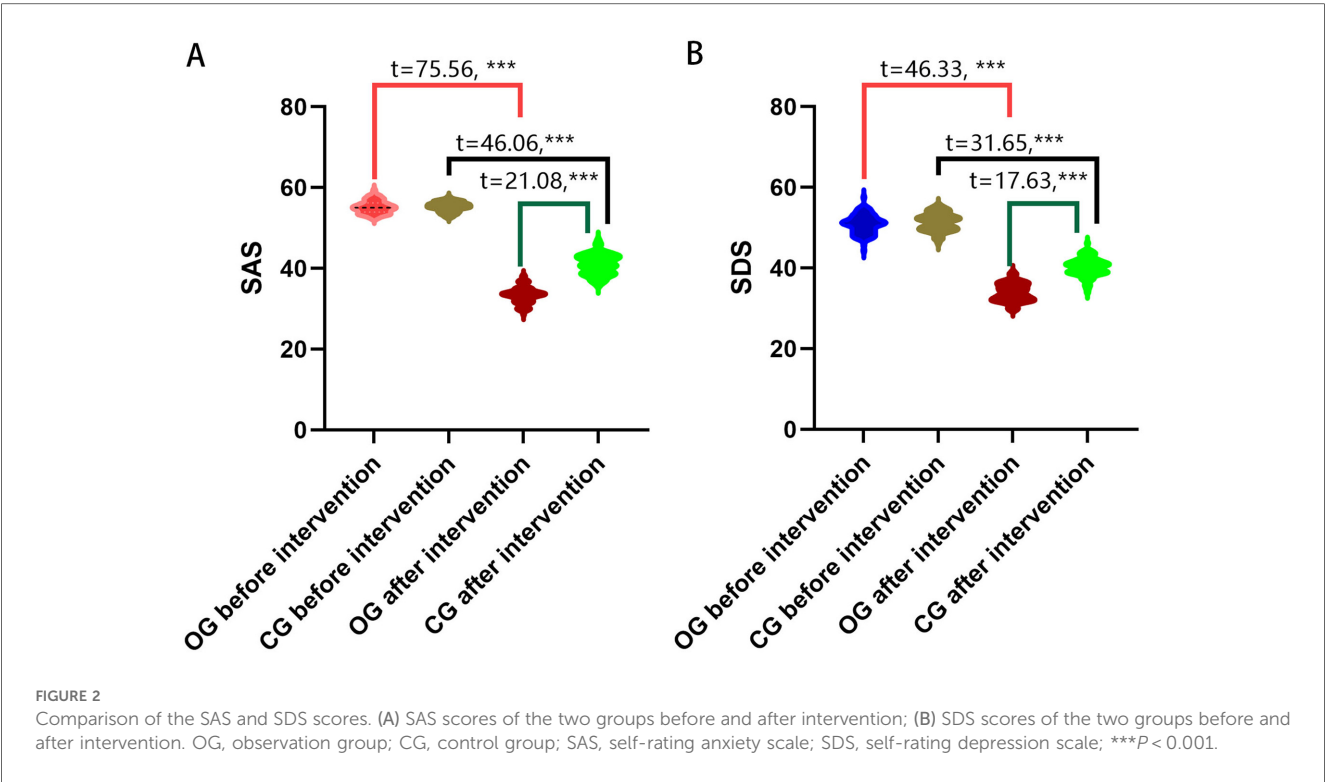 A
B
t=75.56, ***
t=46.06,***
t=21.08,***
80
60
40
20
0
SAS
OG before intervention
CG before intervention
OG after intervention
CG after intervention
t=46.33, ***
t=31.65,***
t=17.63,***
80
60
40
20
0
SDS
OG before intervention
CG before intervention
OG after intervention
CG after intervention
FIGURE 2
Comparison of the SAS and SDS scores. (A) SAS scores of the two groups before and after intervention; (B) SDS scores of the two groups before and
after intervention. OG, observation group; CG, control group; SAS, self-rating anxiety scale; SDS, self-rating depression scale; ***P < 0.001.